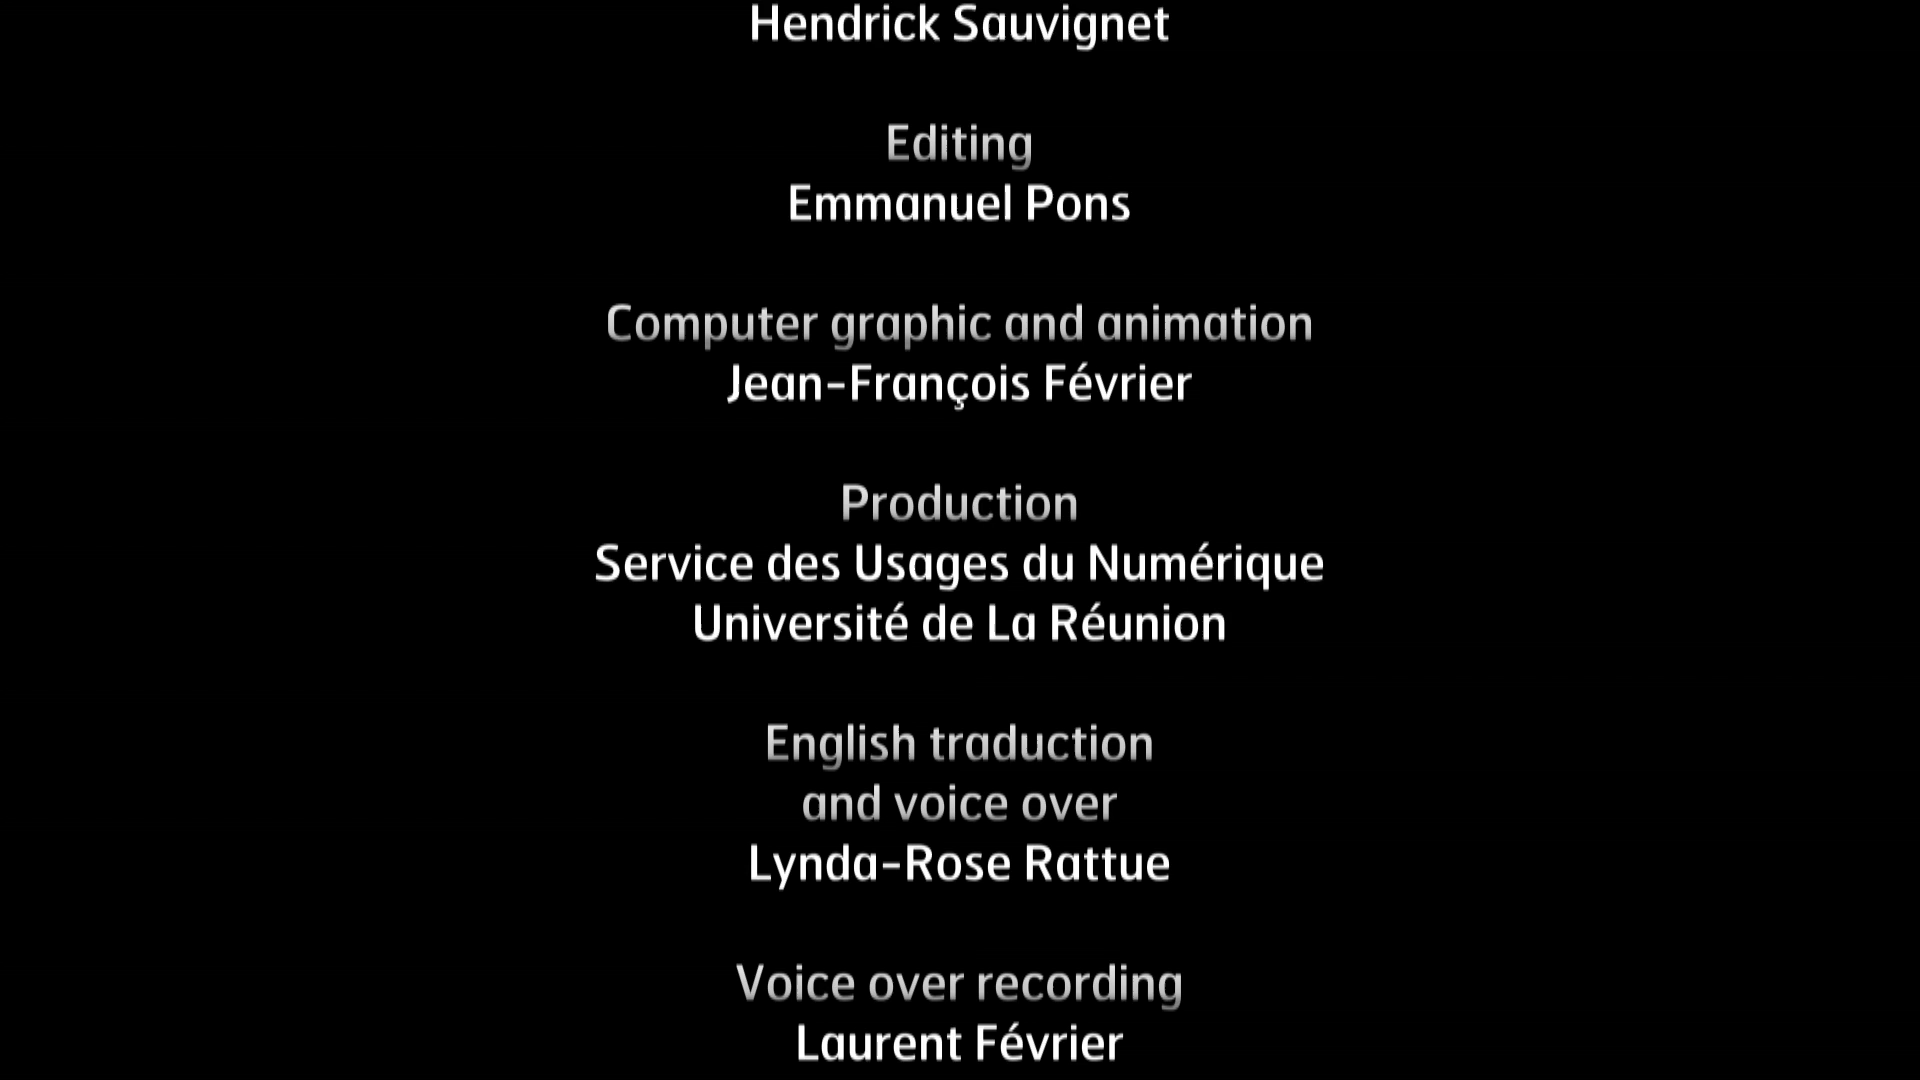 Hendrick Sauvignet
Editing
Emmanuel Pons
Computer graphic and animation
Jean-François Février
Production
Service des Usages du Numérique
Université de La Réunion
English traduction
and voice over
Lynda-Rose Rattue
Voice over recording
Laurent Février